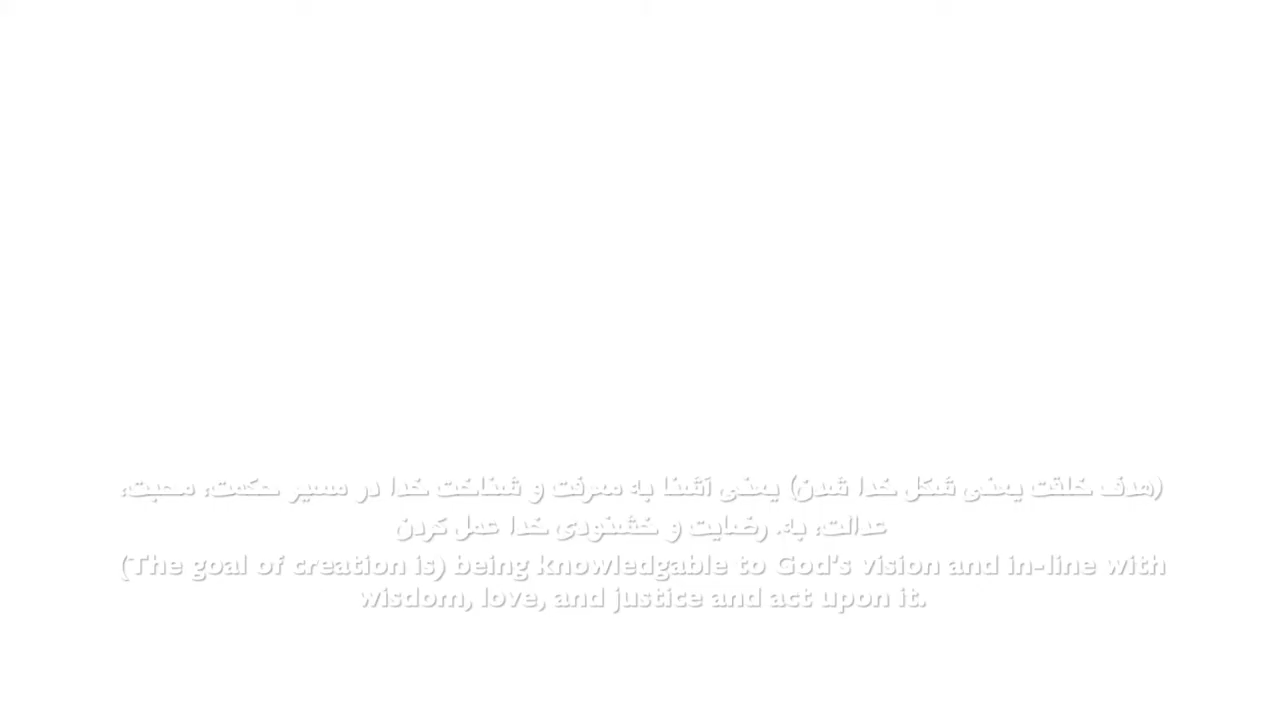 (هدف خلقت یعنی شکل خدا شدن) یعنی آشنا به معرفت و شناخت خدا در مسیر حکمت، محبت،
عدالت، به. رضایت و خشنودی خدا عمل کردن
(The goal of creation is) being knowledgable to God's vision and in-line with
wisdom, love, and justice and act upon it.